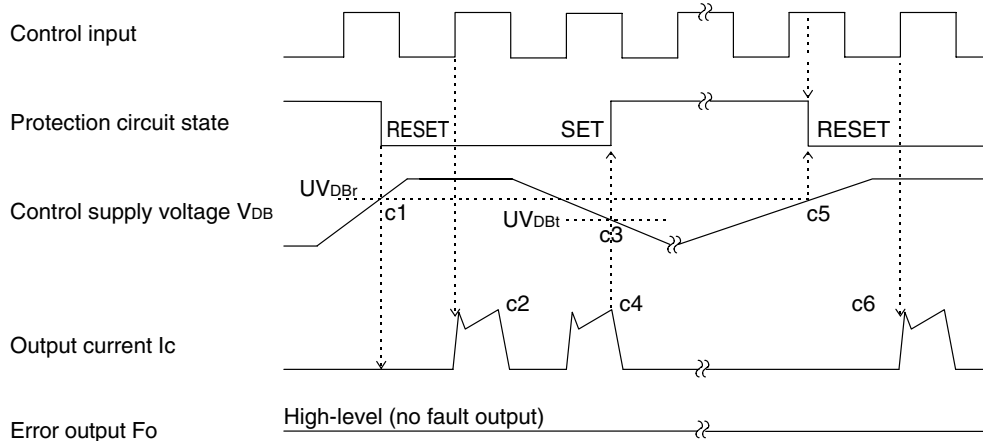 Control input
Protection circuit state
RESET
SET
RESET
Control supply voltage VDB
UVDBr
c1
UVDBt
c3
c5
c2
c4
c6
Output current Ic
Error output Fo
High-level (no fault output)